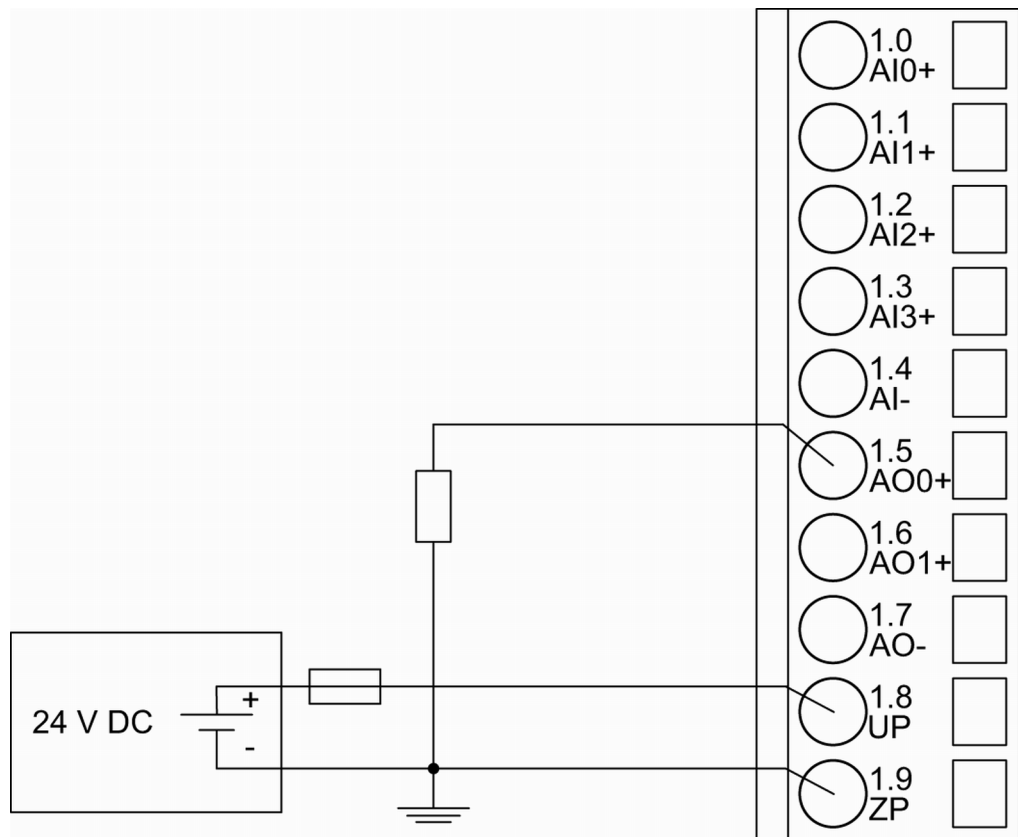 1.0
AI0+
1.1
AI1+
1.2
AI2+
1.3
AI3+
1.4
AI-
1.5
AO0+
1.6
AO1+
1.7
AO-
+
24 V DC
-
1.8
UP
1.9
ZP